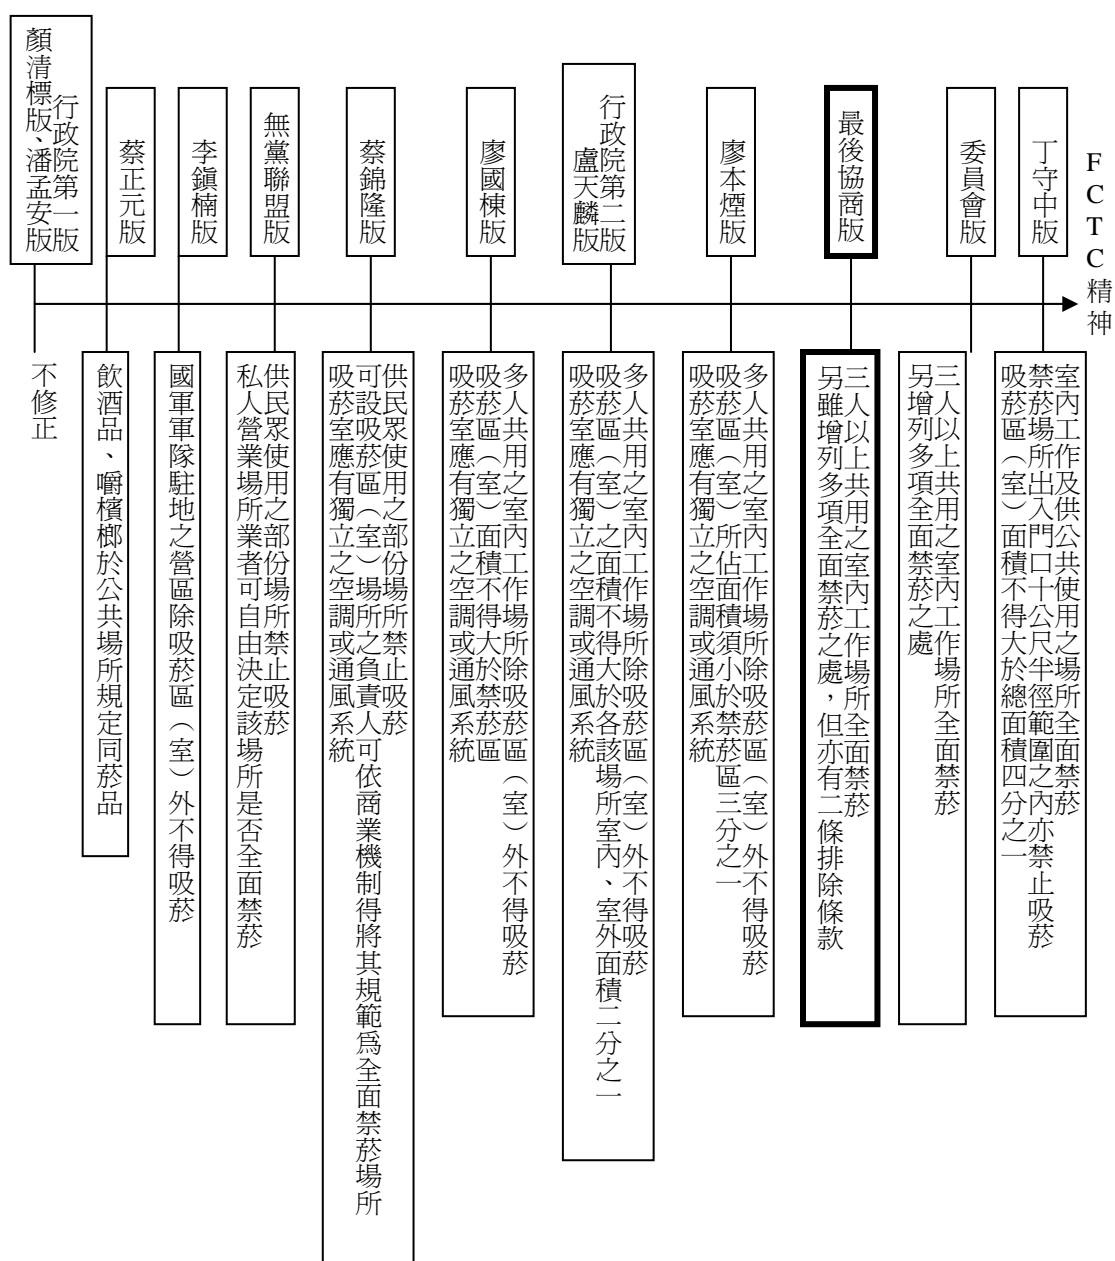 行政院第一版
顏清標版、潘孟安版
蔡正元版
李鎮楠版
無黨聯盟版
蔡錦隆版
廖國棟版
行政院第二版
盧天麟版
廖本煙版
最後協商版
委員會版
丁守中版
FCTC精神
不修正
飲酒品、嚼檳榔於公共場所規定同菸品
國軍軍隊駐地之營區除吸菸區（室）外不得吸菸
供民眾使用之部份場所禁止吸菸
私人營業場所業者可自由決定該場所是否全面禁菸
供民眾使用之部份場所禁止吸菸
可設吸菸區（室）場所之負責人可依商業機制得將其規範為全面禁菸場所
吸菸室應有獨立之空調或通風系統
多人共用之室內工作場所除吸菸區（室）外不得吸菸
吸菸區（室）面積不得大於禁菸區
吸菸室應有獨立之空調或通風系統
多人共用之室內工作場所除吸菸區（室）外不得吸菸
吸菸區（室）之面積不得大於各該場所室內、室外面積二分之一
吸菸室應有獨立之空調或通風系統
多人共用之室內工作場所除吸菸區（室）外不得吸菸
吸菸區（室）所佔面積須小於禁菸區三分之一
吸菸室應有獨立之空調或通風系統
三人以上共用之室內工作場所全面禁菸
另雖增列多項全面禁菸之處，但亦有二條排除條款
三人以上共用之室內工作場所全面禁菸
另增列多項全面禁菸之處
室內工作及供公共使用之場所全面禁菸
禁菸場所出入門口十公尺半徑範圍之內亦禁止吸菸
吸菸區（室）面積不得大於總面積四分之一